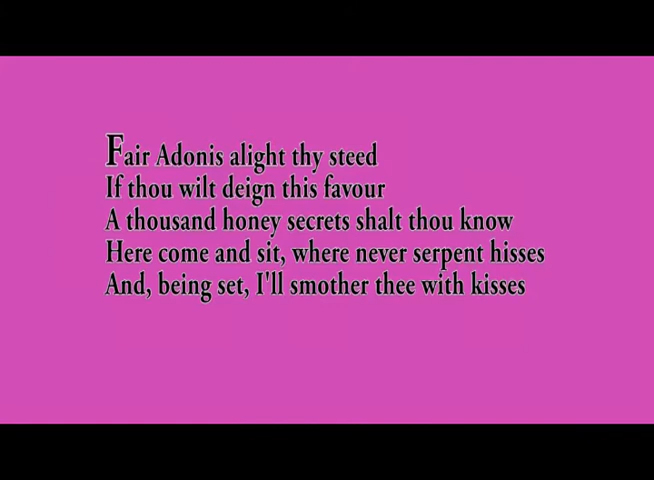 Fair Adonis alight thy steed
If thou wilt deign this favour
A thousand honey secrets shalt thou know
Here come and sit, where never serpent hisses
And, being set, I'll smother thee with kisses